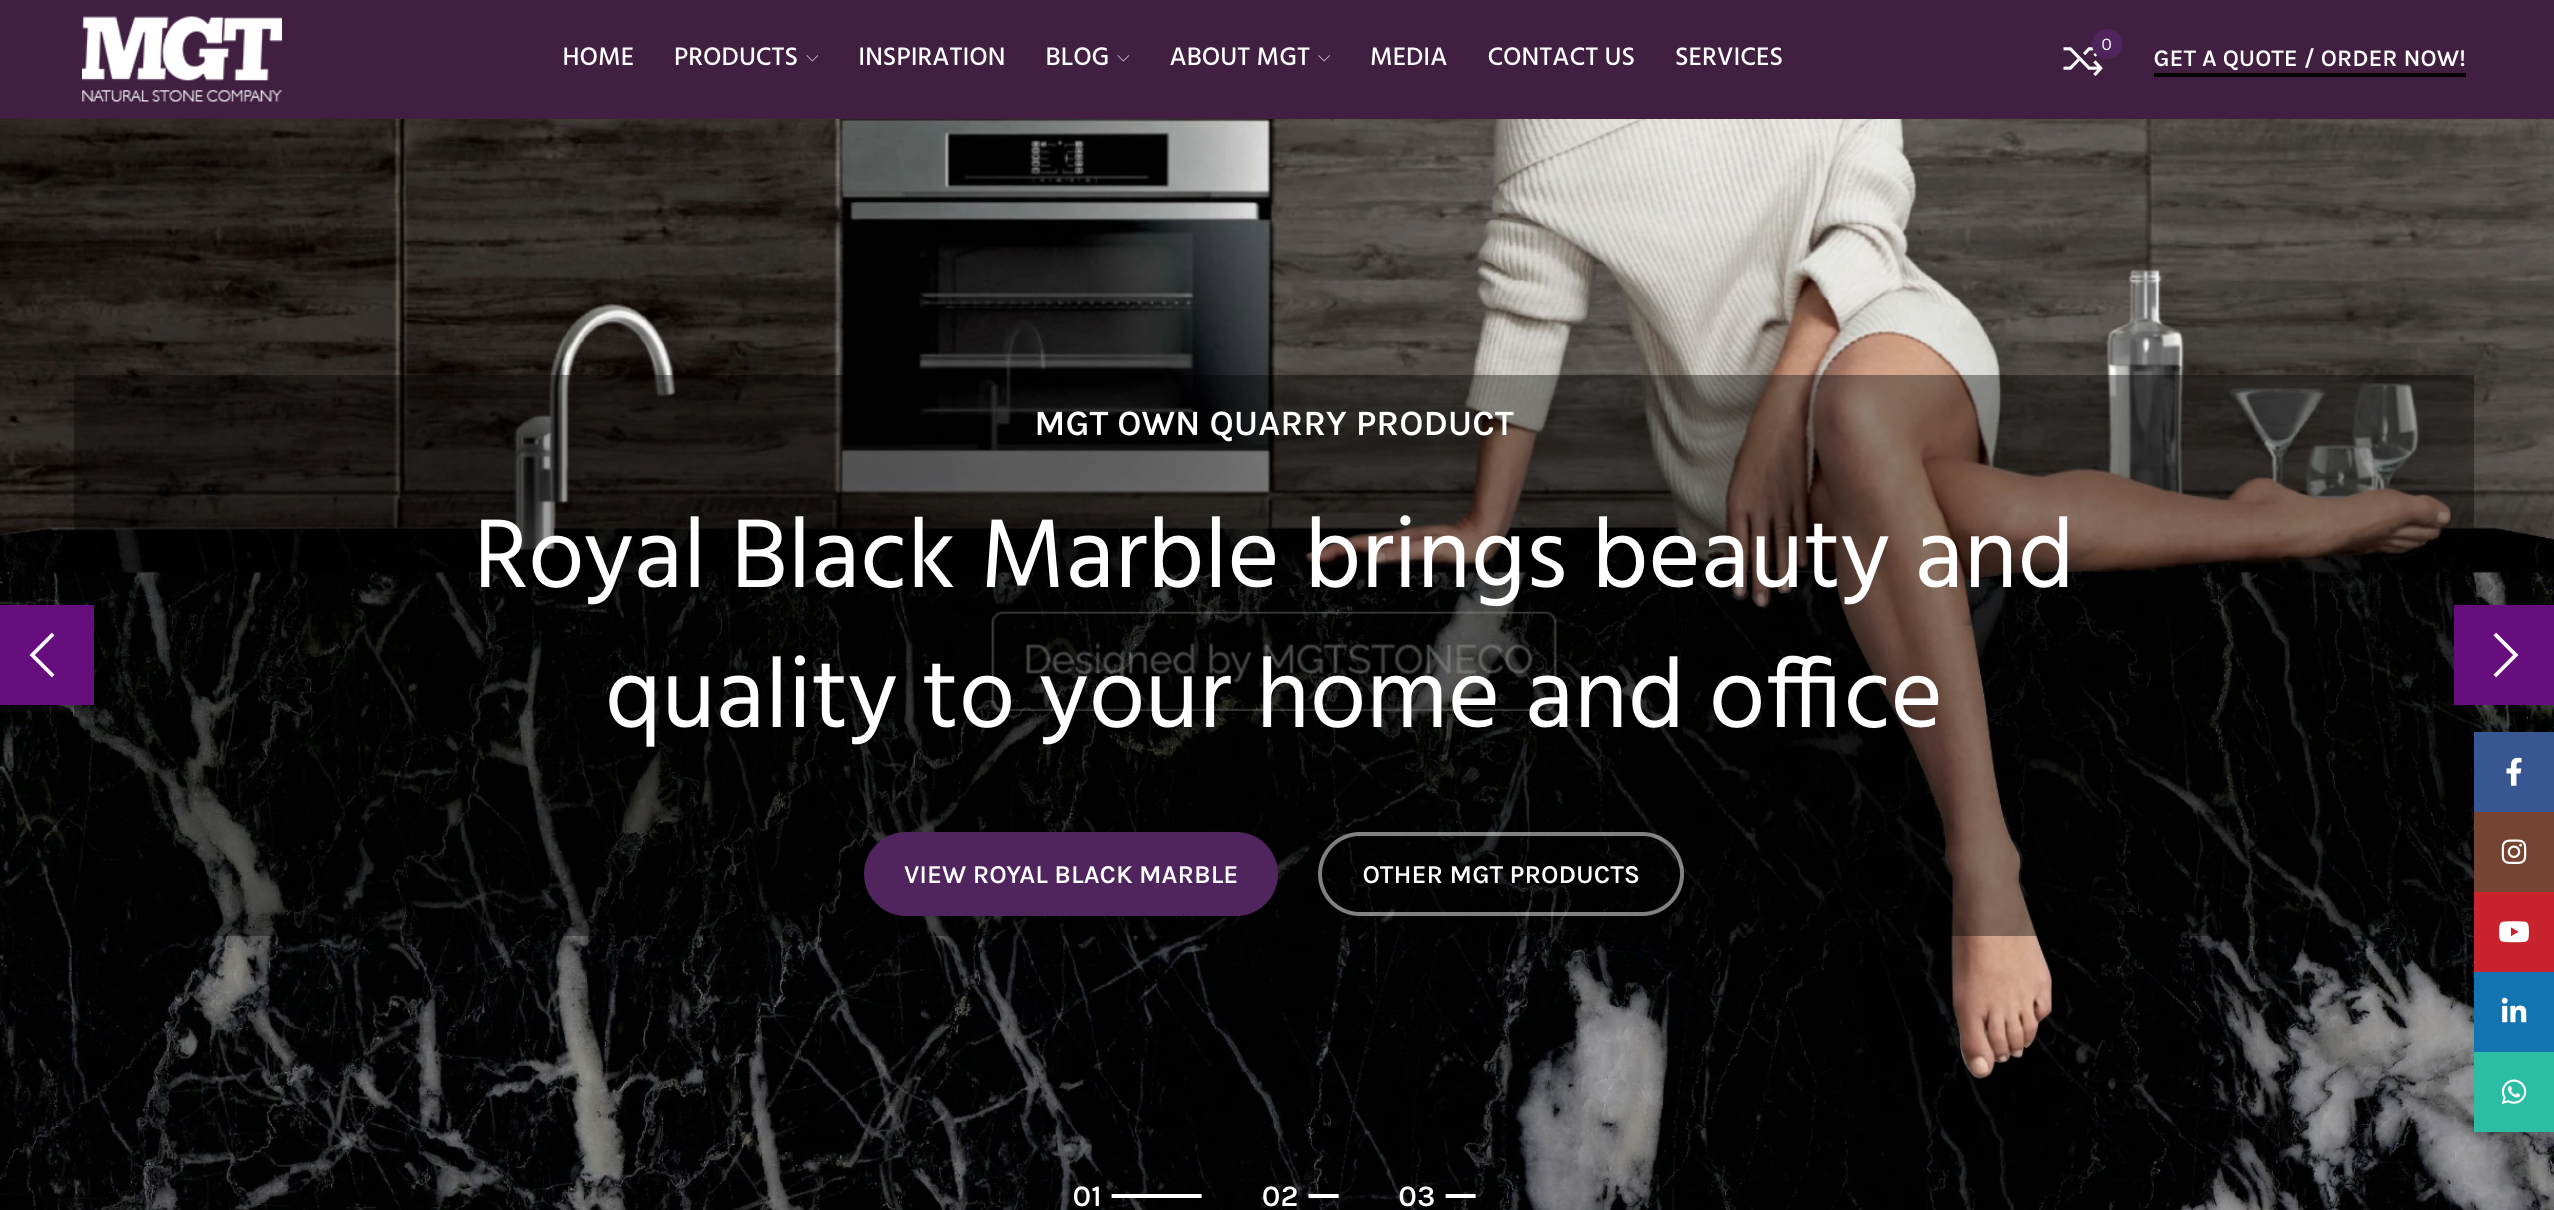 MGT
NATURAL STONE COMPANY
HOME
PRODUCTS
INSPIRATION
BLOG
ABOUT MGT
MEDIA
CONTACT US
SERVICES
0
GET A QUOTE / ORDER NOW!
MGT OWN QUARRY PRODUCT
Royal Black Marble brings beauty and
quality to your home and office
Designed by MGTSTONECO
VIEW ROYAL BLACK MARBLE
OTHER MGT PRODUCTS
01
02
03